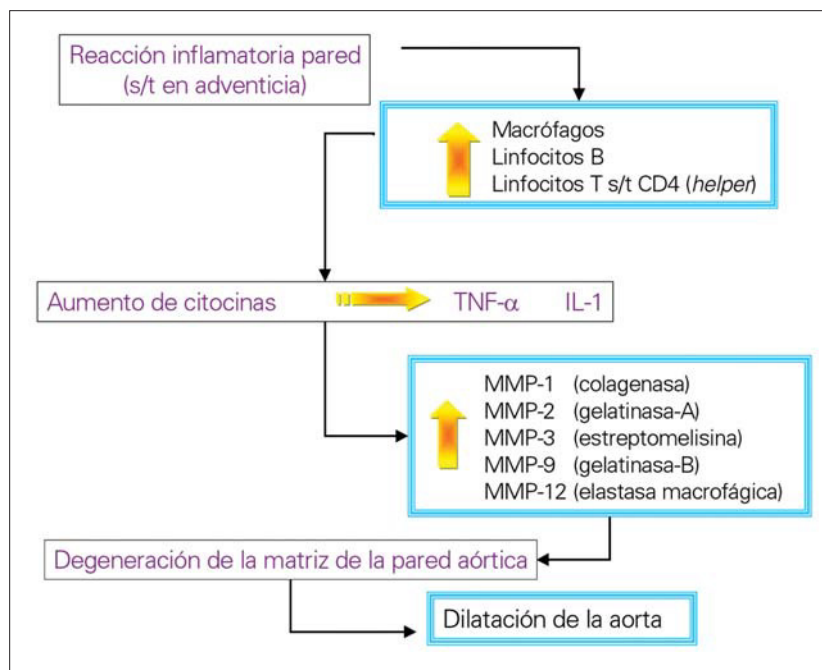 Reacción inflamatoria pared
(s/t en adventicia)
Macrófagos
Linfocitos B
Linfocitos T s/t CD4 (helper)
Aumento de citocinas TNF-α IL-1
MMP-1 (colagenasa)
MMP-2 (gelatinasa-A)
MMP-3 (estreptomelisina)
MMP-9 (gelatinasa-B)
MMP-12 (elastasa macrofágica)
Degeneración de la matriz de la pared aórtica
Dilatación de la aorta